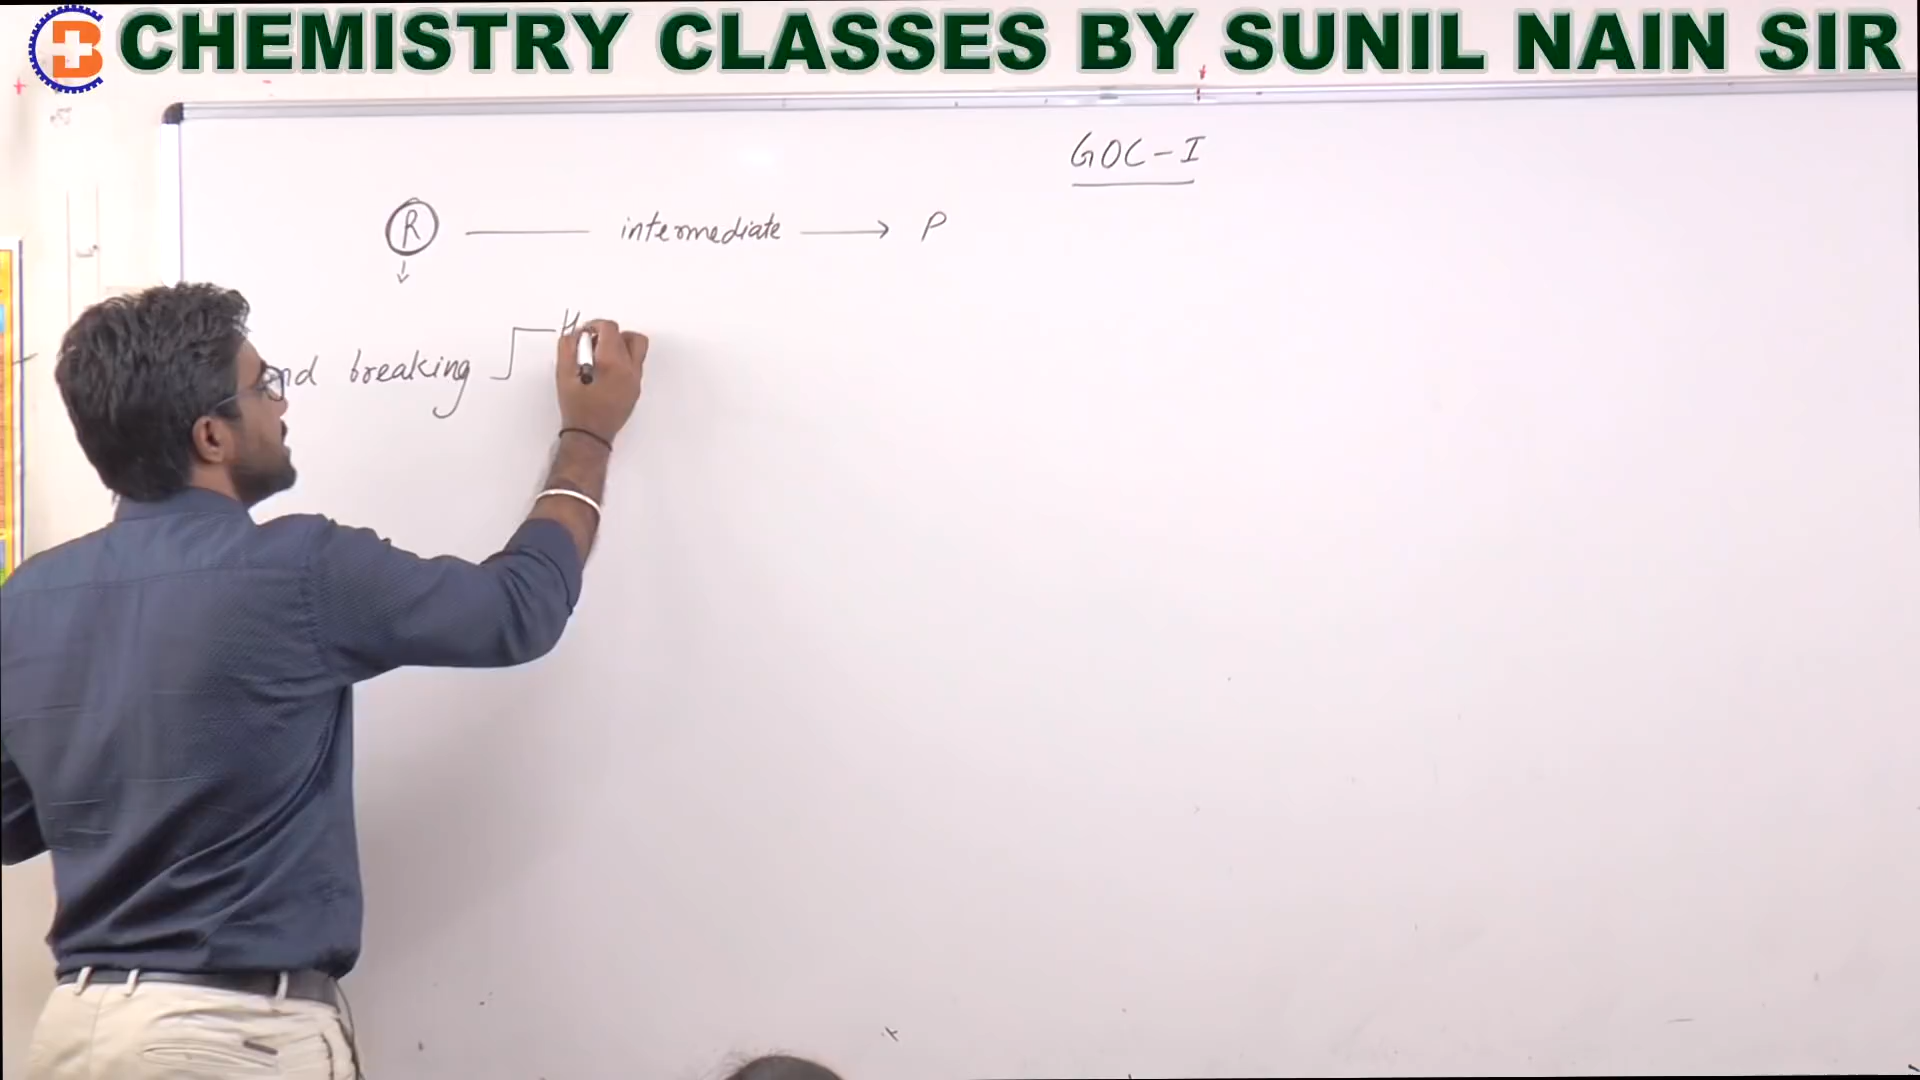 CHEMISTRY CLASSES BY SUNIL NAIN SIR
GOC-I
R intermediate → P
breaking